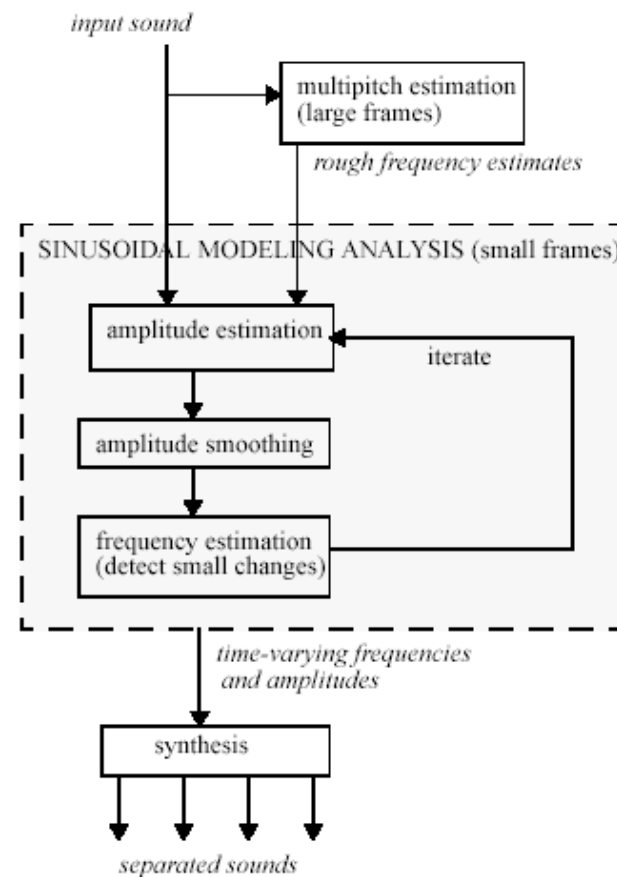 input sound
multipitch estimation
(large frames)
rough frequency estimates
SINUSOIDAL MODELING ANALYSIS (small frames)
amplitude estimation
iterate
amplitude smoothing
frequency estimation
(detect small changes)
time-varying frequencies
and amplitudes
synthesis
separated sounds